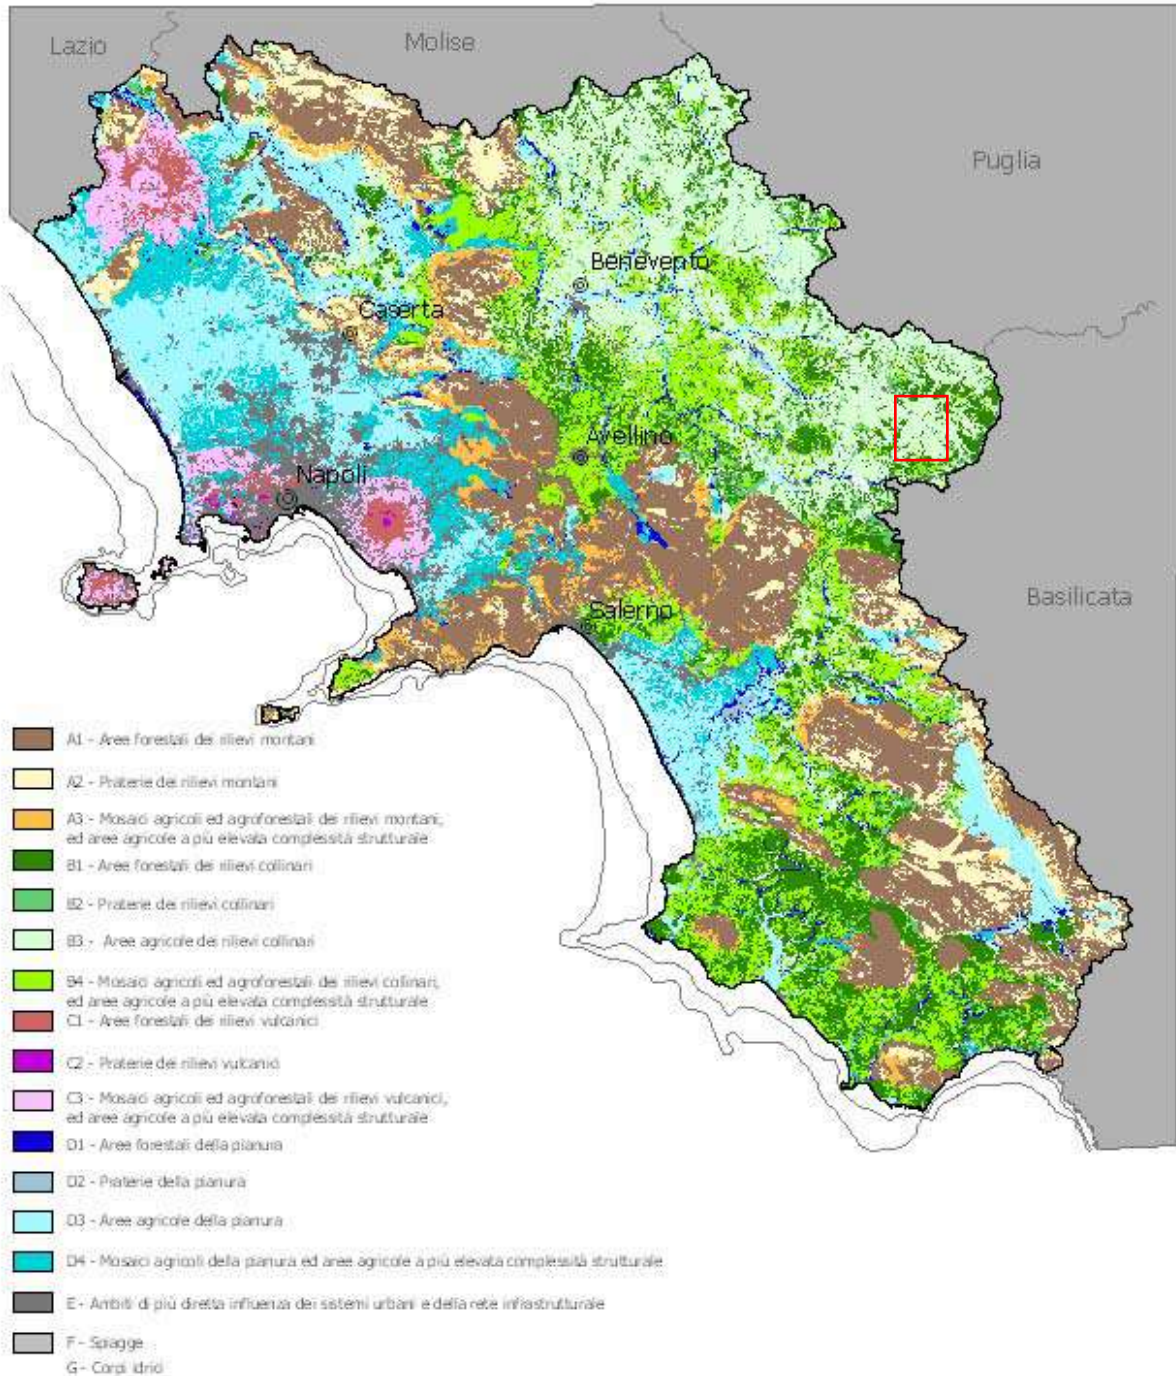 Lazio
Molise
Puglia
Benevento
Caserta
Avellino
Napoli
Salerno
Basilicata
A1 - Aree forestali dei rilievi montani
A2 - Praterie dei rilievi montani
A3 - Mosaici agricoli ed agroforestali dei rilievi montani,
ed aree agricole a più elevata complessità strutturale
B1 - Aree forestali dei rilievi collinari
B2 - Praterie dei rilievi collinari
B3 - Aree agricole dei rilievi collinari
B4 - Mosaici agricoli ed agroforestali dei rilievi collinari,
ed aree agricole a più elevata complessità strutturale
C1 - Aree forestali dei rilievi vulcanici
C2 - Praterie dei rilievi vulcanici
C3 - Mosaici agricoli ed agroforestali dei rilievi vulcanici,
ed aree agricole a più elevata complessità strutturale
D1 - Aree forestali della pianura
D2 - Praterie della pianura
D3 - Aree agricole della pianura
D4 - Mosaici agricoli della pianura ed aree agricole a più elevata complessità strutturale
E - Ambiti di più diretta influenza dei sistemi urbani e della rete infrastrutturale
F - Spiagge
G - Corpi idrici